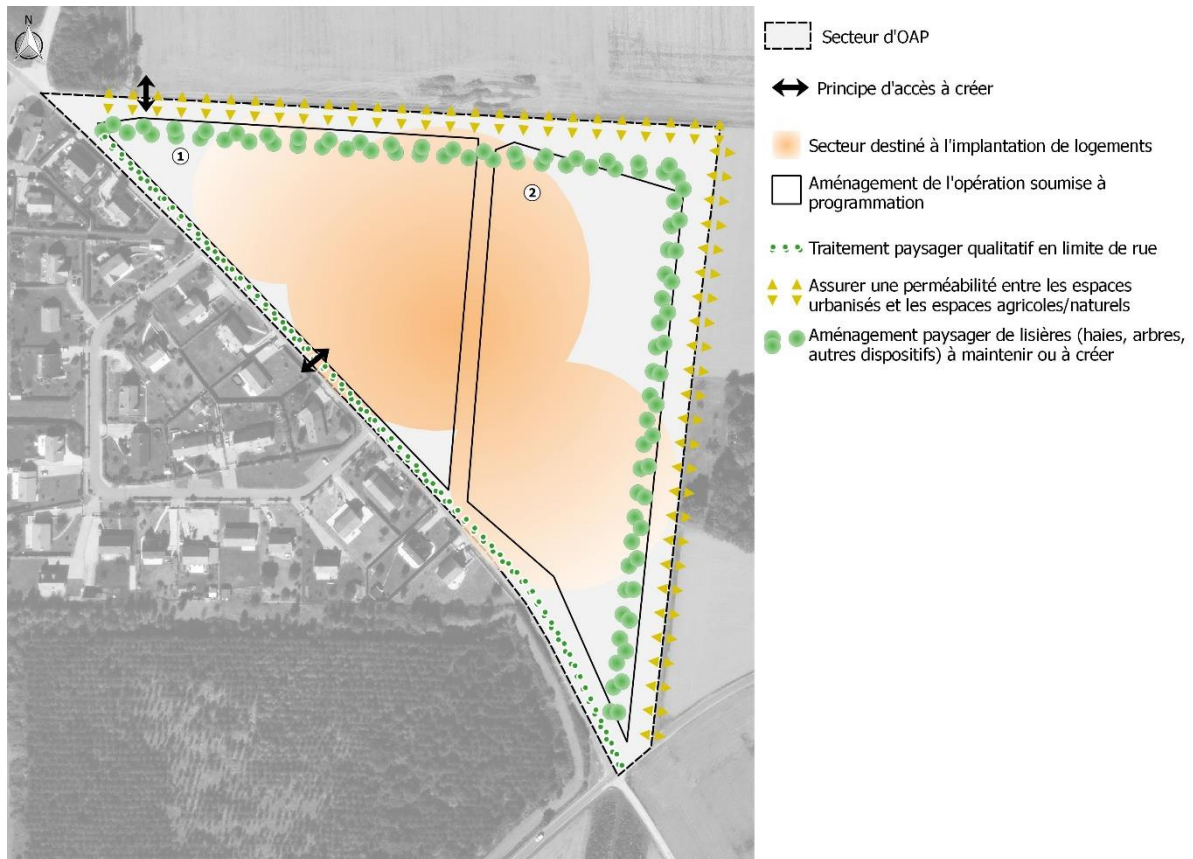 N
Secteur d'OAP
Principe d'accès à créer
Secteur destiné à l'implantation de logements
Aménagement de l'opération soumise à
programmation
Traitement paysager qualitatif en limite de rue
Assurer une perméabilité entre les espaces
urbanisés et les espaces agricoles/naturels
Aménagement paysager de lisières (haies, arbres,
autres dispositifs) à maintenir ou à créer
1
2